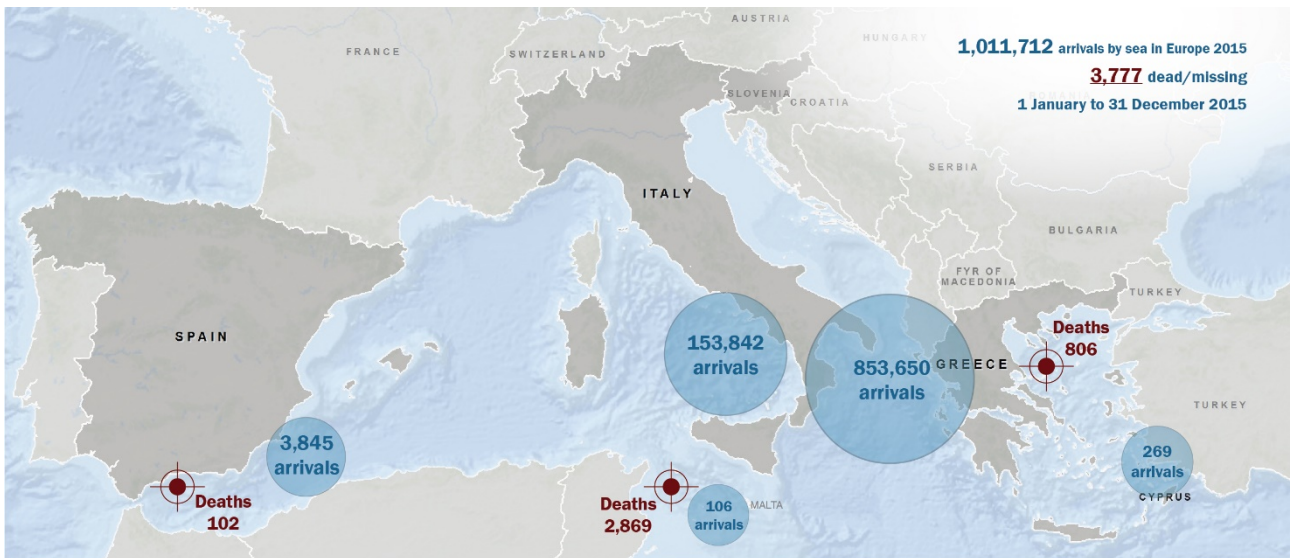 AUSTRIA
HUNGARY
FRANCE
SWITZERLAND
1,011,712 arrivals by sea in Europe 2015
3,777 dead/missing
1 January to 31 December 2015
SLOVENIA
CROATIA
ROMANIA
SERBIA
ITALY
BULGARIA
FYR OF
MACEDONIA
TURKEY
SPAIN
153,842
arrivals
853,650
arrivals
GREECE
Deaths
806
TURKEY
3,845
arrivals
269
arrivals
CYPRUS
Deaths
102
Deaths
2,869
106
arrivals
MALTA